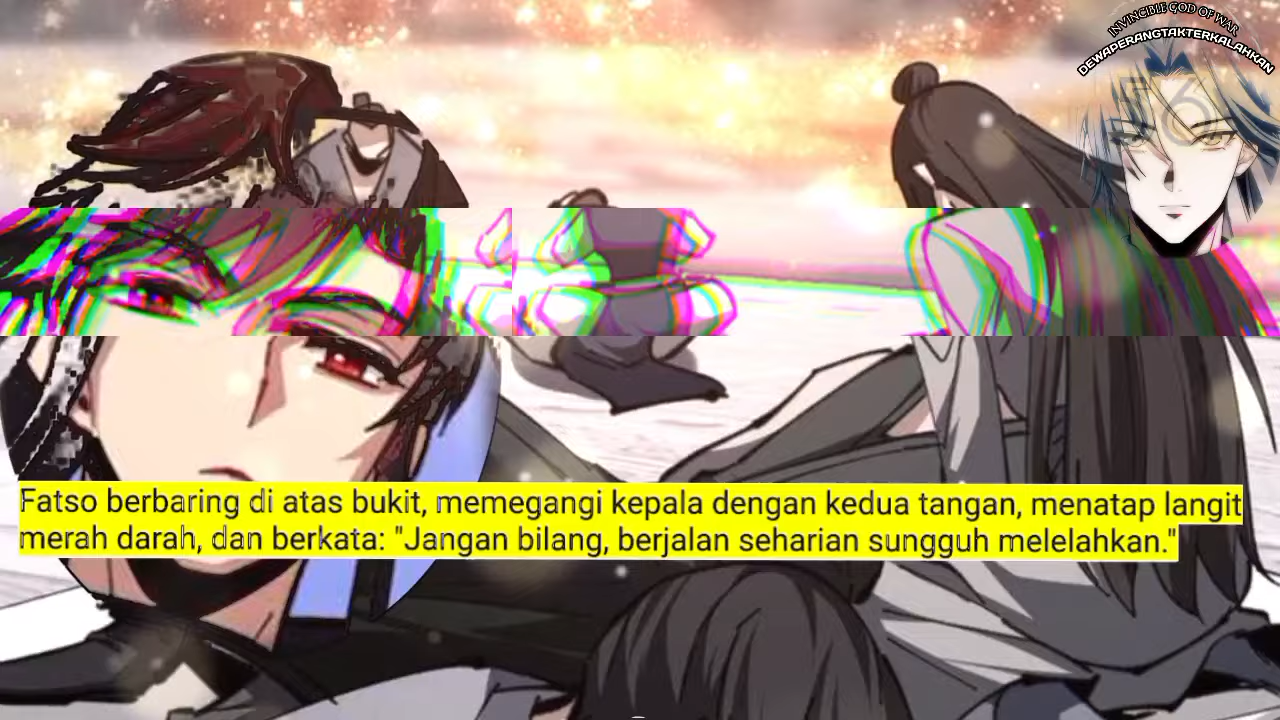 INVINCIBLE GOD OF WAR
DEWAPERANGTAKTERKALAHKAN
56
Fatso berbaring di atas bukit, memegangi kepala dengan kedua tangan, menatap langit
merah darah, dan berkata: "Jangan bilang, berjalan seharian sungguh melelahkan."